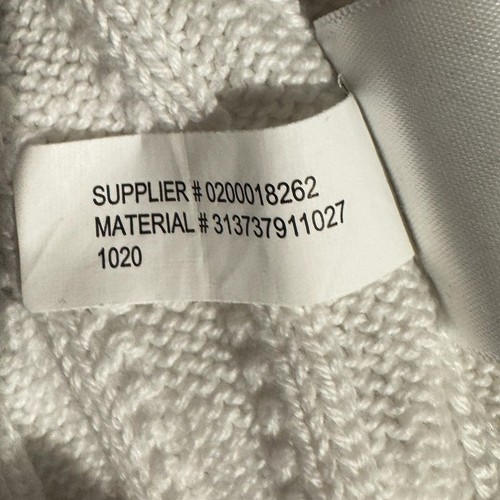 SUPPLIER # 0200018262
MATERIAL # 313737911027
1020